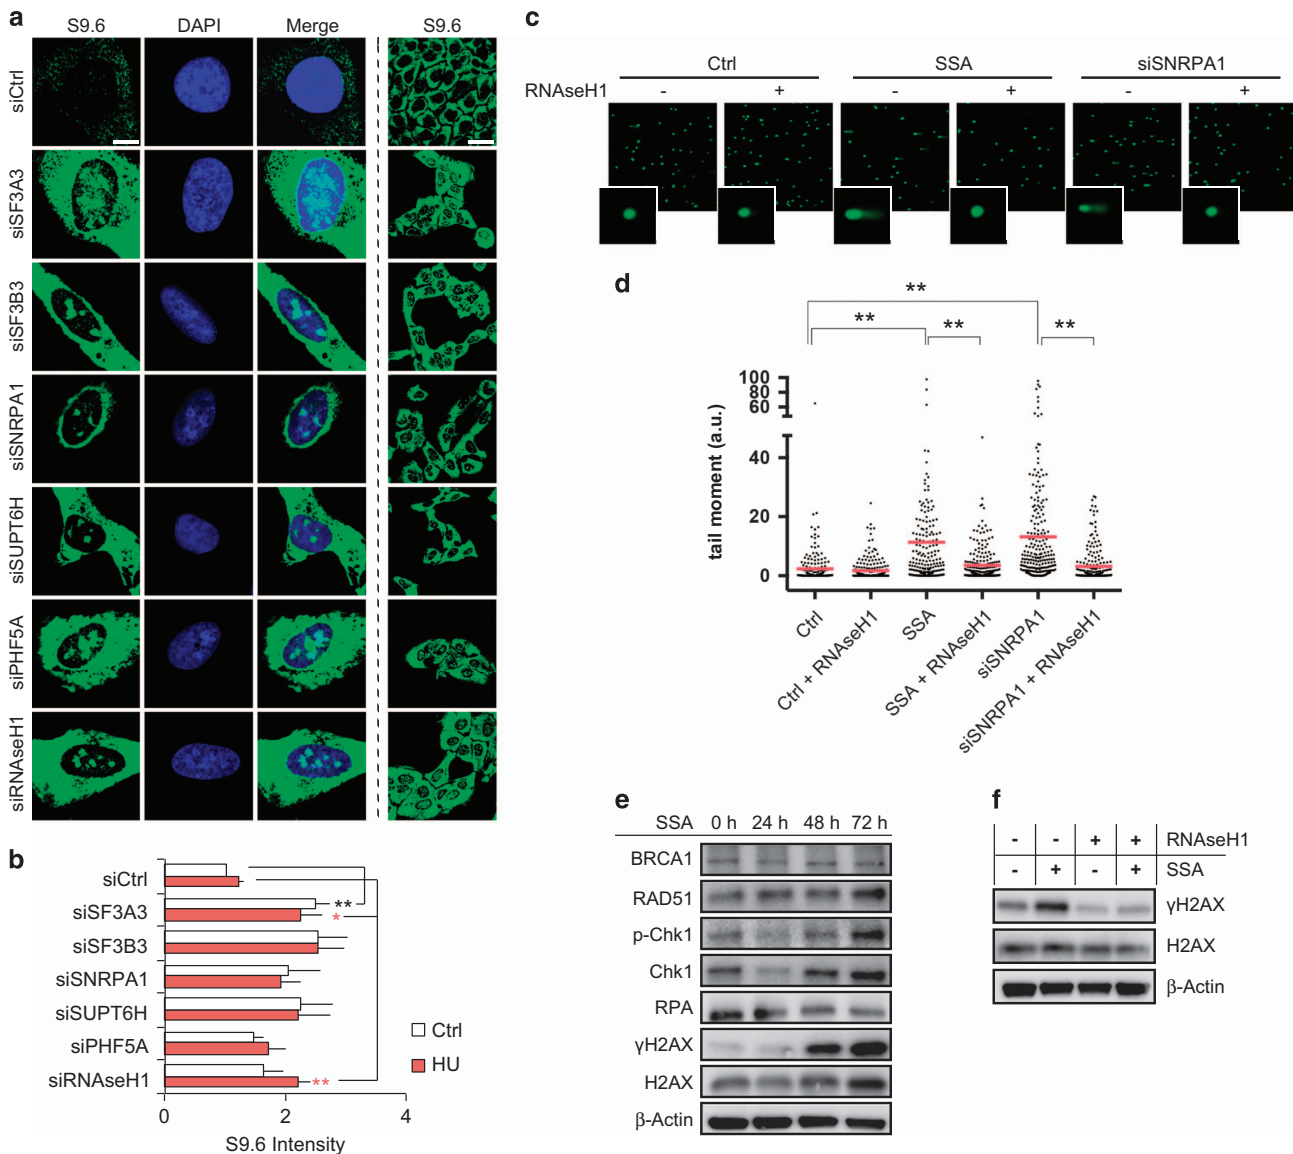 a
S9.6 DAPI Merge S9.6
siCtrl
siSF3A3
siSF3B3
siSNRPA1
siSUPT6H
siPHF5A
siRNAseH1
b
siCtrl
siSF3A3 **
*
siSF3B3
siSNRPA1
siSUPT6H
siPHF5A
siRNAseH1 **
Ctrl
HU
0 2 4
S9.6 Intensity
c
Ctrl SSA siSNRPA1
RNAseH1 - + - + - +
d
**
** ** **
100
80
60
40
20
0
tail moment (a.u.)
Ctrl
Ctrl + RNAseH1
SSA
SSA + RNAseH1
siSNRPA1
siSNRPA1 + RNAseH1
e
SSA 0 h 24 h 48 h 72 h
BRCA1
RAD51
p-Chk1
Chk1
RPA
γH2AX
H2AX
β-Actin
f
- - + + RNAseH1
- + - + SSA
γH2AX
H2AX
β-Actin